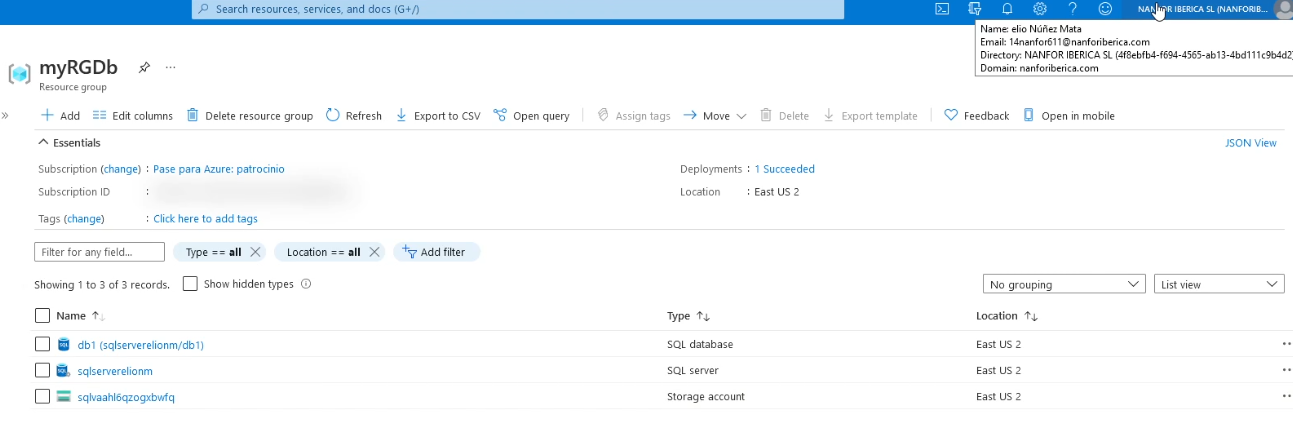 Search resources, services, and docs (G+/)
NANFOR IBERICA SL (NANFORIB...
Name: elio Núñez Mata
Email: 14nanfor611@nanforiberica.com
Directory: NANFOR IBERICA SL (4f8ebfb4-f694-4565-ab13-4bd111c9b4d2)
Domain: nanforiberica.com
myRGDb
...
Resource group
» Add Edit columns Delete resource group Refresh Export to CSV Open query Assign tags Move Delete Export template Feedback Open in mobile
Essentials JSON View
Subscription (change) : Pase para Azure: patrocinio Deployments : 1 Succeeded
Subscription ID : Location : East US 2
Tags (change) : Click here to add tags
Filter for any field... Type == all Location == all Add filter
Showing 1 to 3 of 3 records. Show hidden types No grouping List view
Name Type Location
db1 (sqlserverelionm/db1) SQL database East US 2
sqlserverelionm SQL server East US 2
sqlvaahl6qzogxbwfq Storage account East US 2